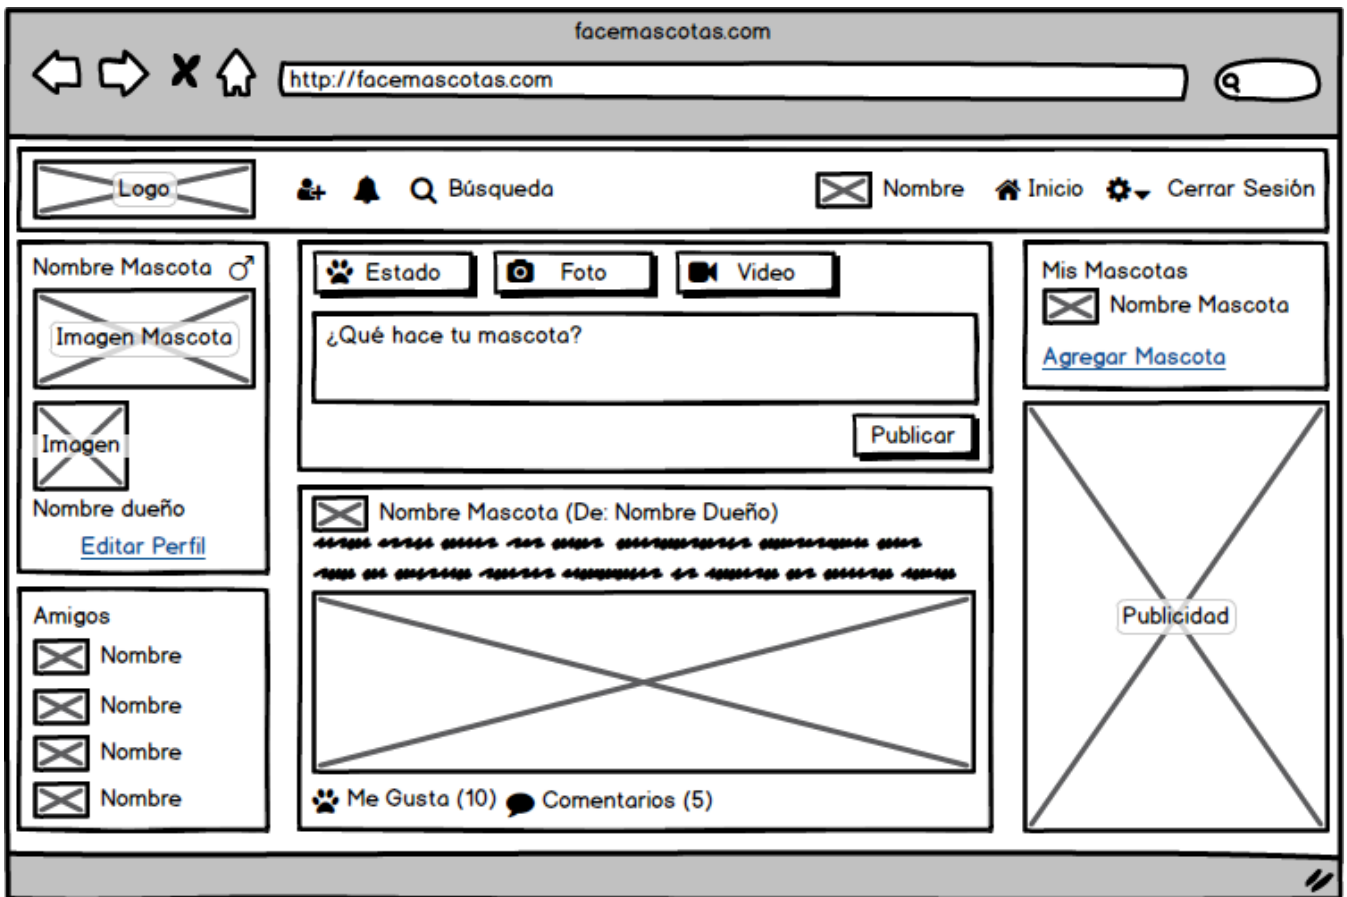 facemascotas.com
http://facemascotas.com
Logo
Búsqueda
Nombre
Inicio
Cerrar Sesión
Nombre Mascota
Imagen Mascota
Imagen
Nombre dueño
Editar Perfil
Amigos
Nombre
Nombre
Nombre
Nombre
Estado
Foto
Video
¿Qué hace tu mascota?
Publicar
Nombre Mascota (De: Nombre Dueño)
Me Gusta (10)
Comentarios (5)
Mis Mascotas
Nombre Mascota
Agregar Mascota
Publicidad